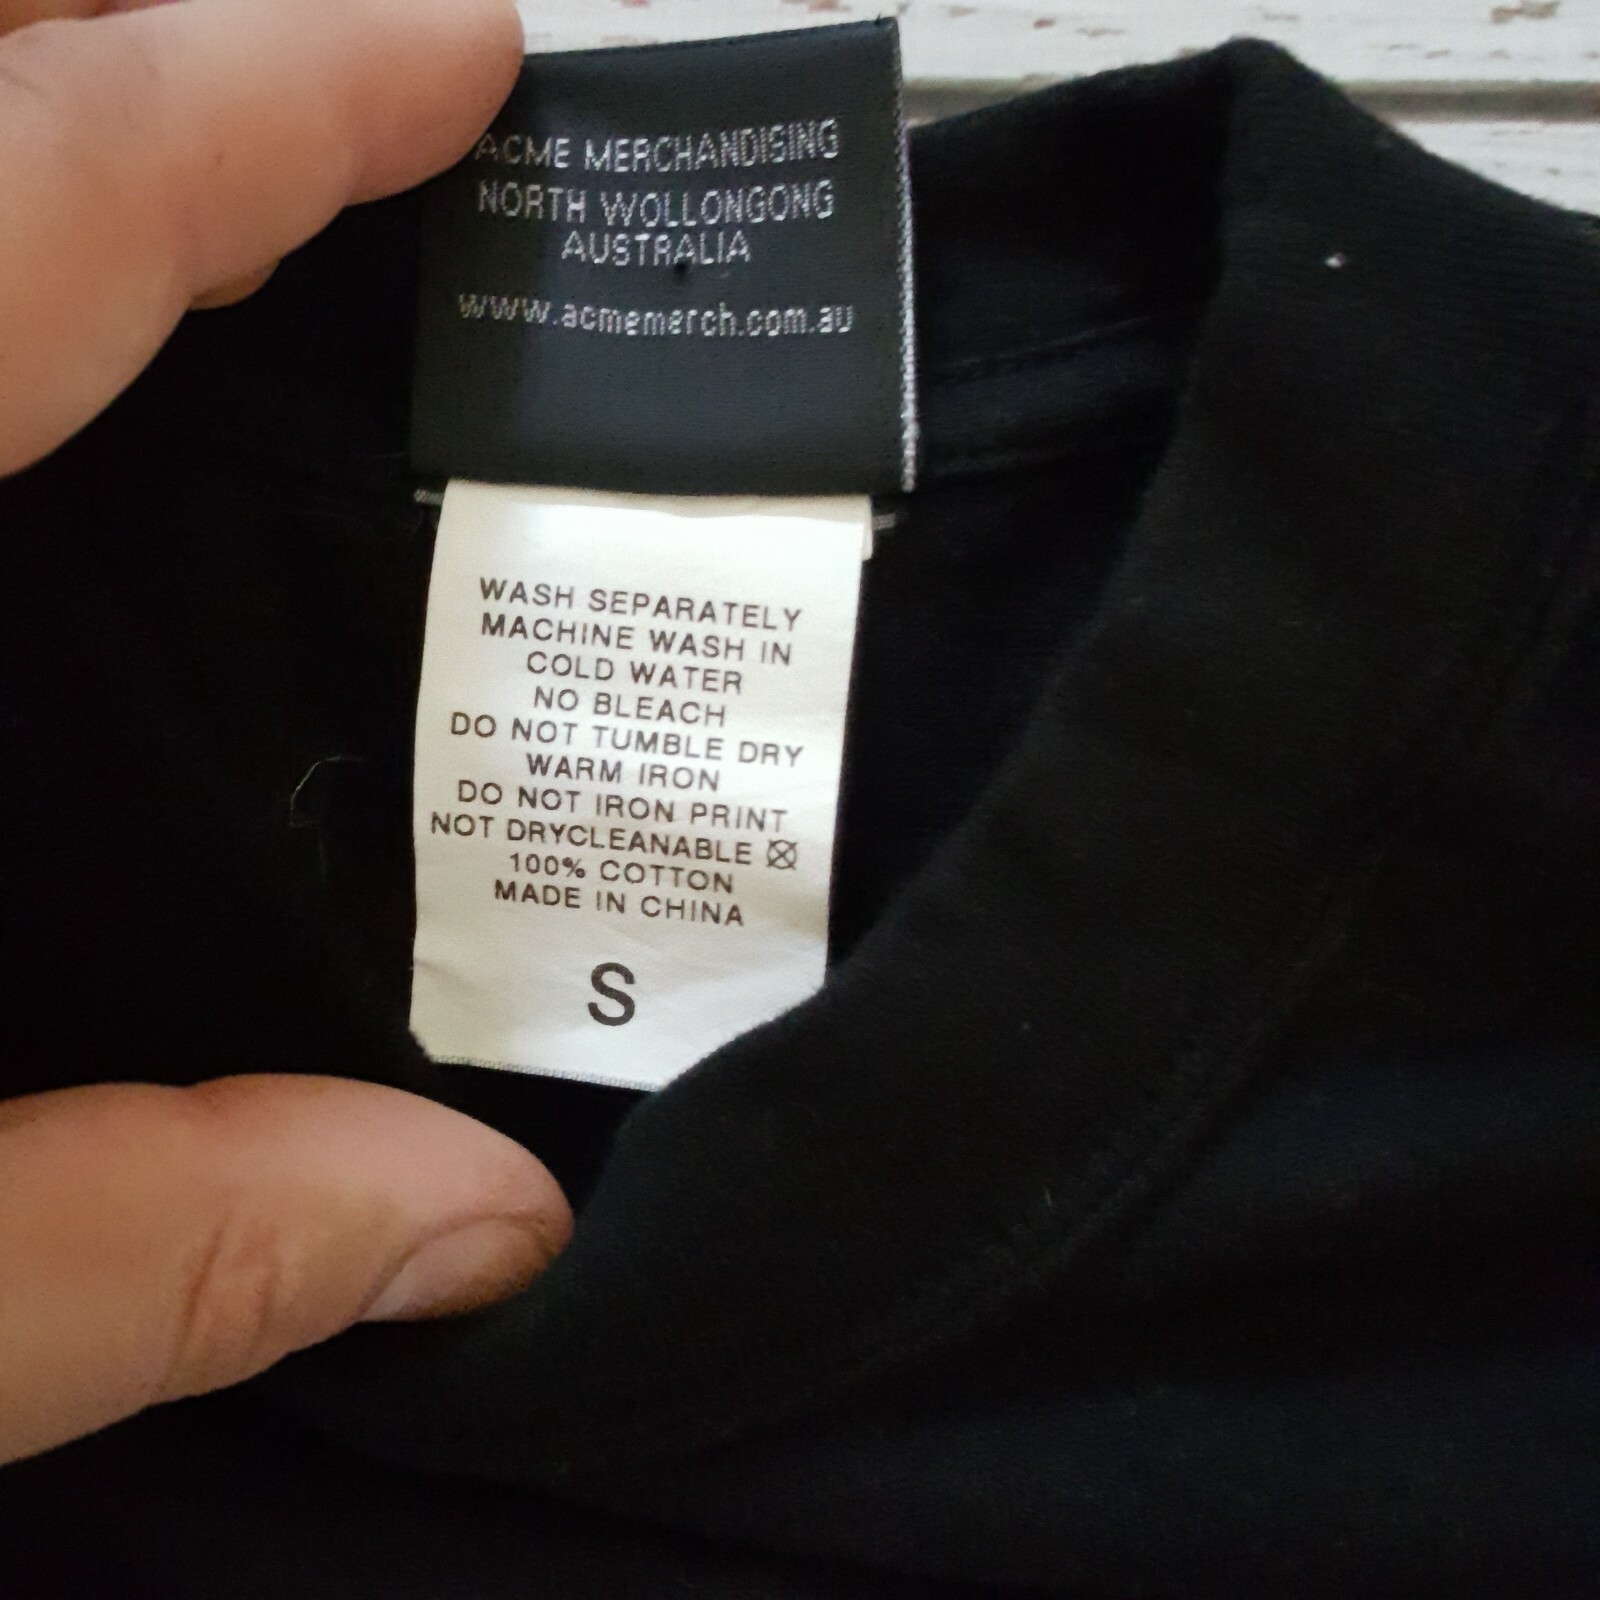 ACME MERCHANDISING
NORTH WOLLONGONG
AUSTRALIA
www.acmemerch.com.au
WASH SEPARATELY
MACHINE WASH IN
COLD WATER
NO BLEACH
DO NOT TUMBLE DRY
WARM IRON
DO NOT IRON PRINT
NOT DRYCLEANABLE
100% COTTON
MADE IN CHINA
S